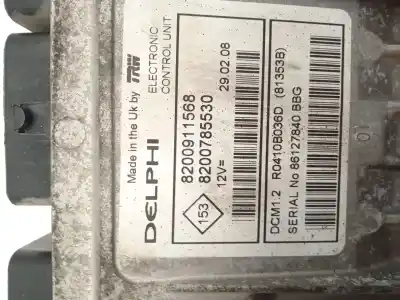 Made in the Uk by TRW
DELPHI
ELECTRONIC
CONTROL UNIT
153
8200911568
8200785530
12V=
29.02.08
DCM1.2 R0410B036D (81353B)
SERIAL No 86127840 BBG